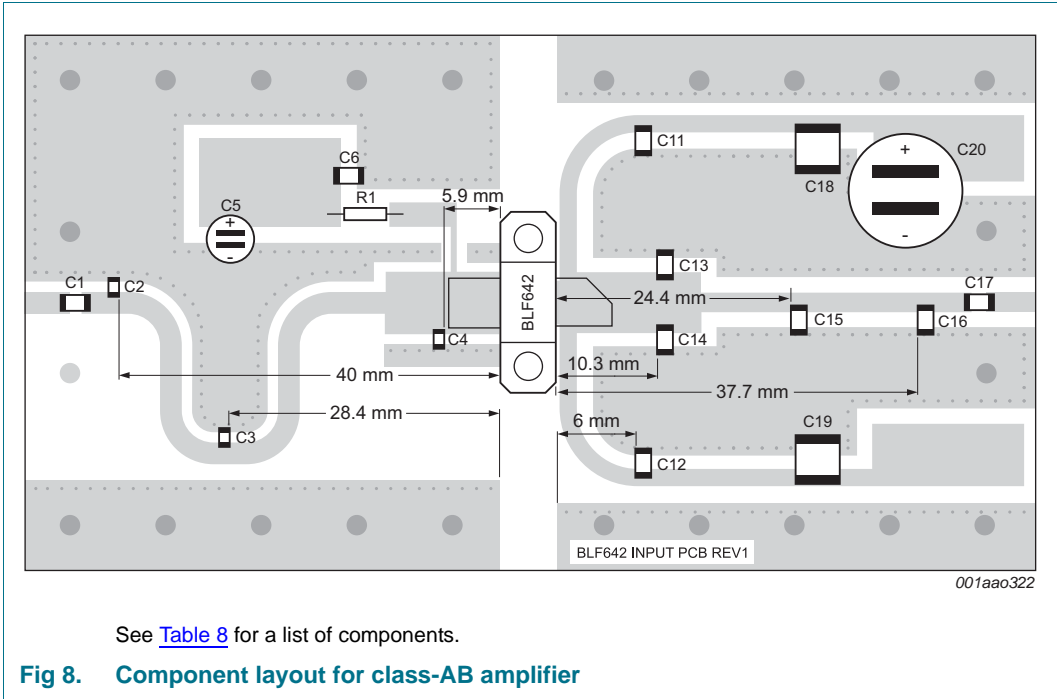 C11
C20
+
C6
C18
5.9 mm
R1
C5
+
-
-
C13
C1
C2
24.4 mm
C17
BLF642
C4
C15
C16
C14
10.3 mm
40 mm
37.7 mm
28.4 mm
6 mm
C19
C3
C12
BLF642 INPUT PCB REV1
001aao322
See Table 8 for a list of components.
Fig 8. Component layout for class-AB amplifier